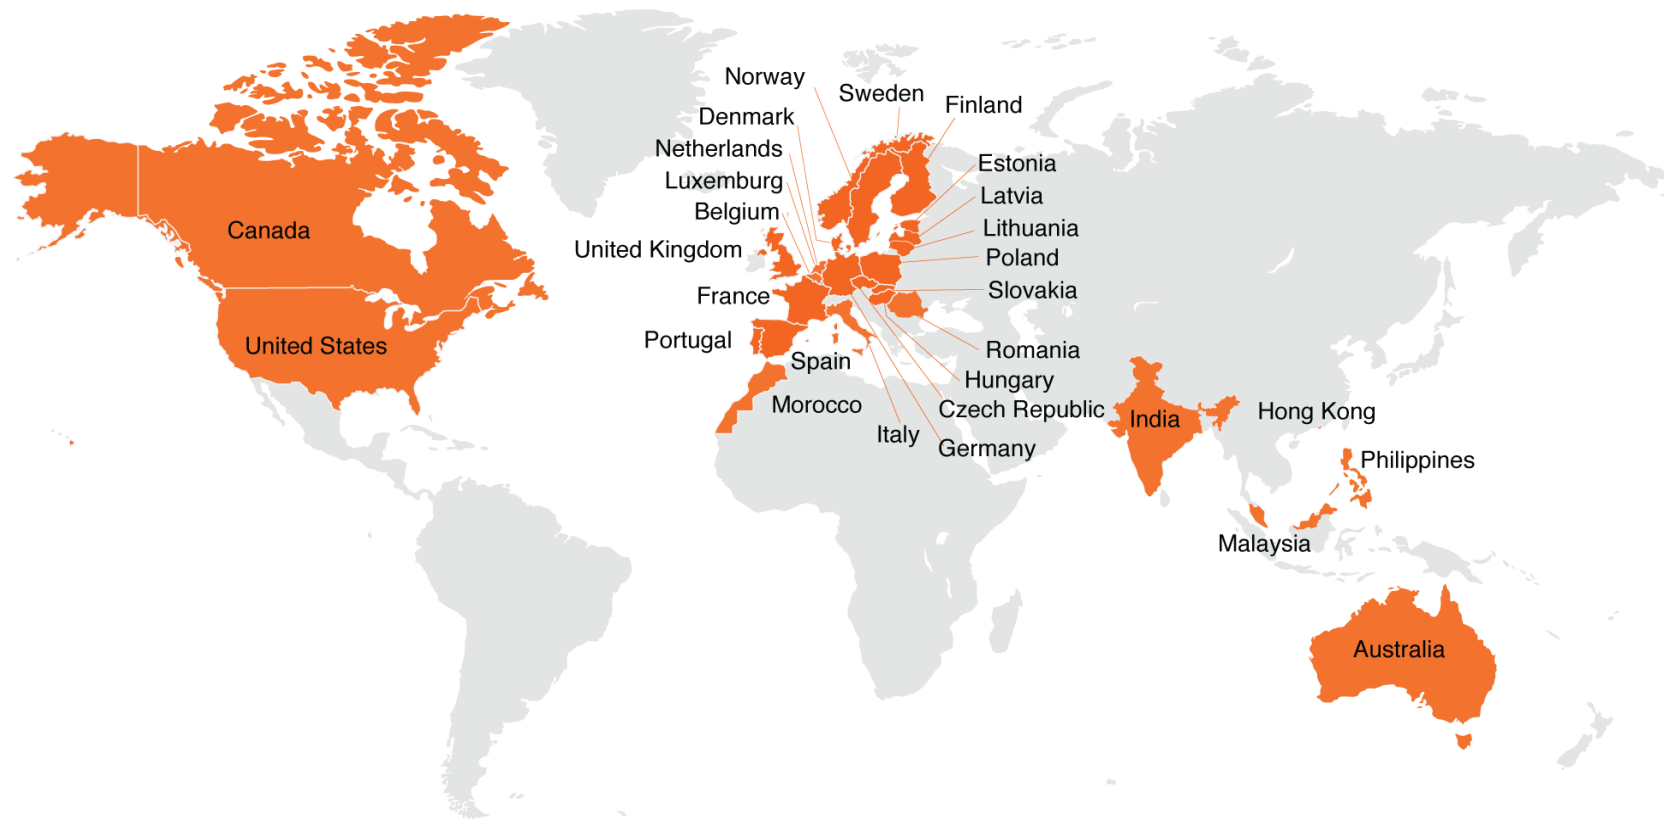 Norway
Sweden
Finland
Denmark
Netherlands
Estonia
Luxemburg
Latvia
Belgium
Lithuania
Canada
United Kingdom
Poland
Slovakia
France
Portugal
United States
Romania
Spain
Hungary
Morocco
Czech Republic
India
Hong Kong
Italy
Germany
Philippines
Malaysia
Australia